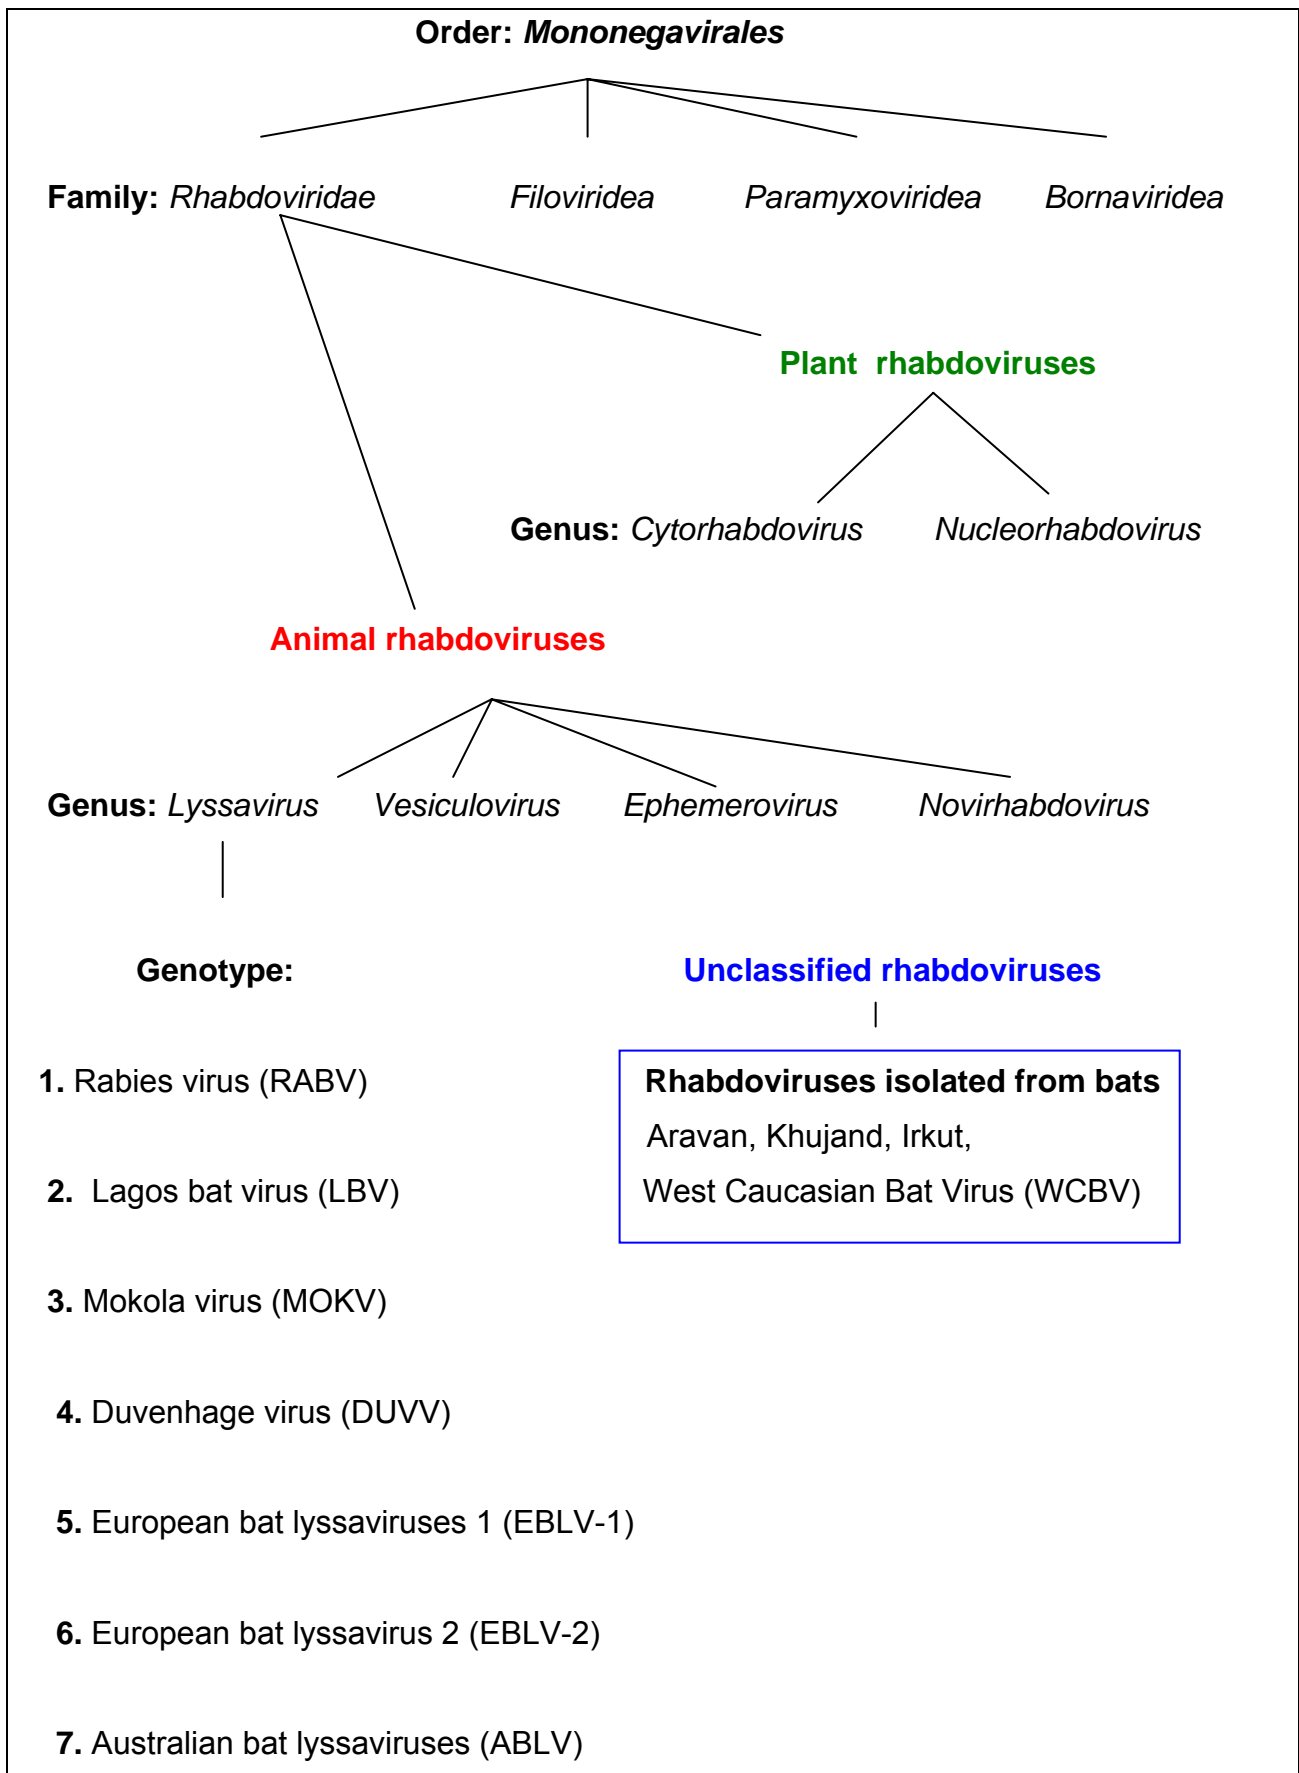 Order: Mononegavirales
Family: Rhabdoviridae Filoviridea Paramyxoviridea Bornaviridea
Plant rhabdoviruses
Genus: Cytorhabdovirus Nucleorhabdovirus
Animal rhabdoviruses
Genus: Lyssavirus Vesiculovirus Ephemerovirus Novirhabdovirus
Genotype:
Unclassified rhabdoviruses
1. Rabies virus (RABV)
2. Lagos bat virus (LBV)
3. Mokola virus (MOKV)
4. Duvenhage virus (DUVV)
5. European bat lyssaviruses 1 (EBLV-1)
6. European bat lyssavirus 2 (EBLV-2)
7. Australian bat lyssaviruses (ABLV)
Rhabdoviruses isolated from bats
Aravan, Khujand, Irkut,
West Caucasian Bat Virus (WCBV)